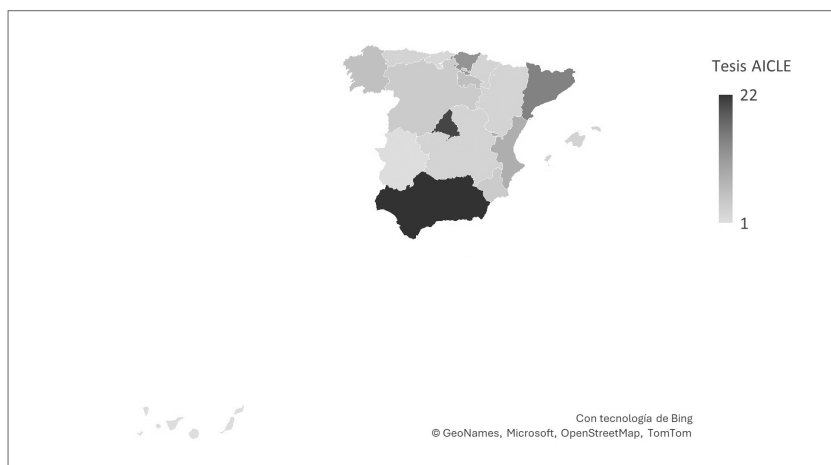 Tesis AICLE
22
1
Con tecnología de Bing
© GeoNames, Microsoft, OpenStreetMap, TomTom